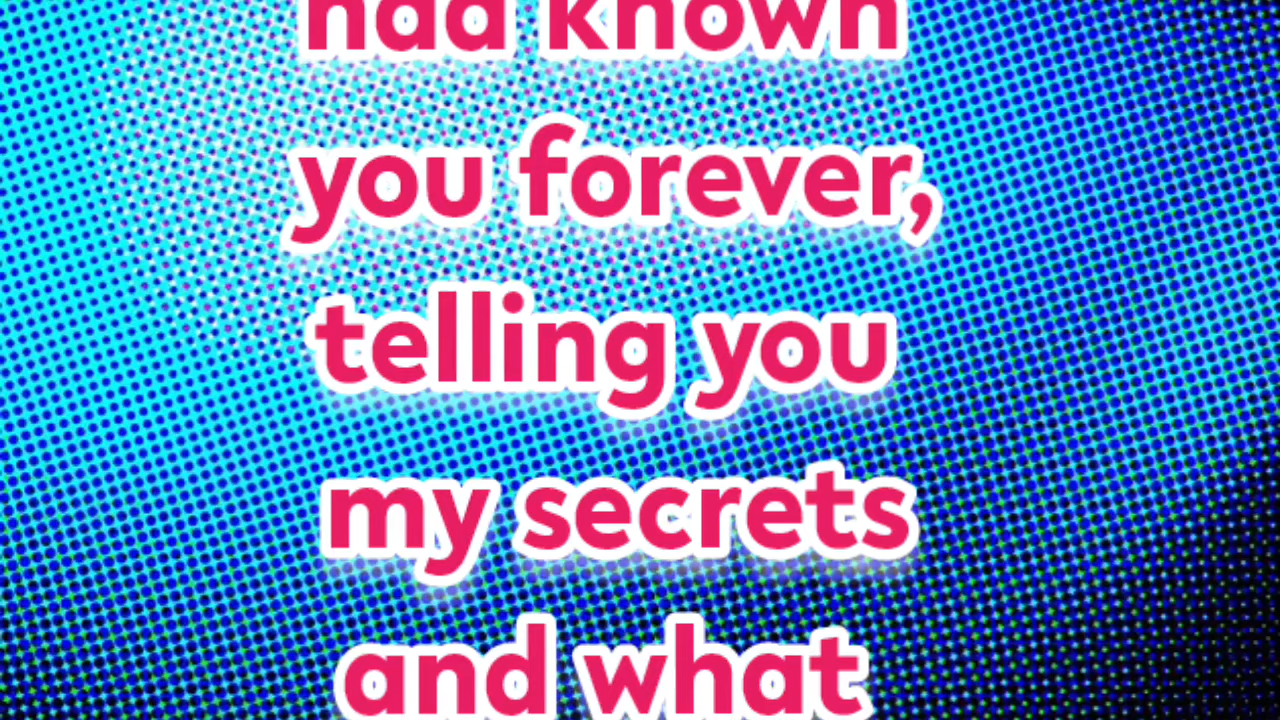 had known
you forever,
telling you
my secrets
and what